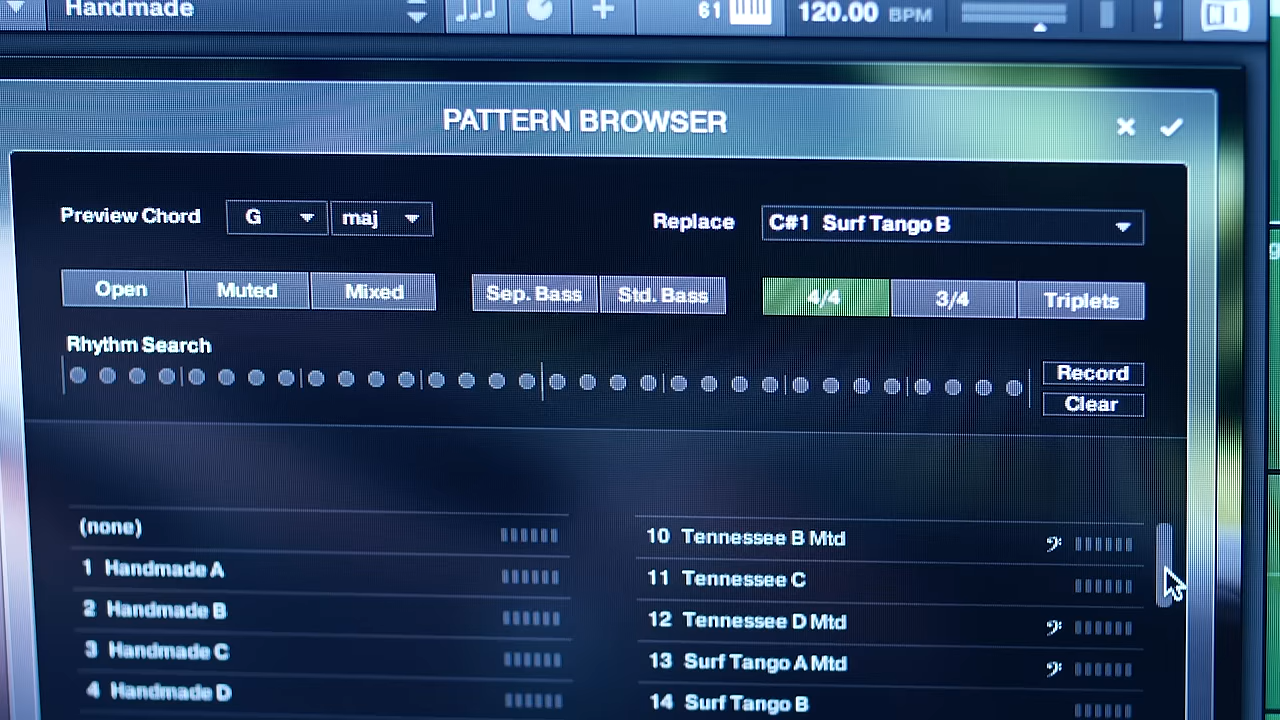 Handmade 61 120.00 BPM
PATTERN BROWSER
Preview Chord G maj Replace C#1 Surf Tango B
Open Muted Mixed Sep. Bass Std. Bass 4/4 3/4 Triplets
Rhythm Search
Record
Clear
(none)
1 Handmade A
2 Handmade B
3 Handmade C
4 Handmade D
10 Tennessee B Mtd
11 Tennessee C
12 Tennessee D Mtd
13 Surf Tango A Mtd
14 Surf Tango B